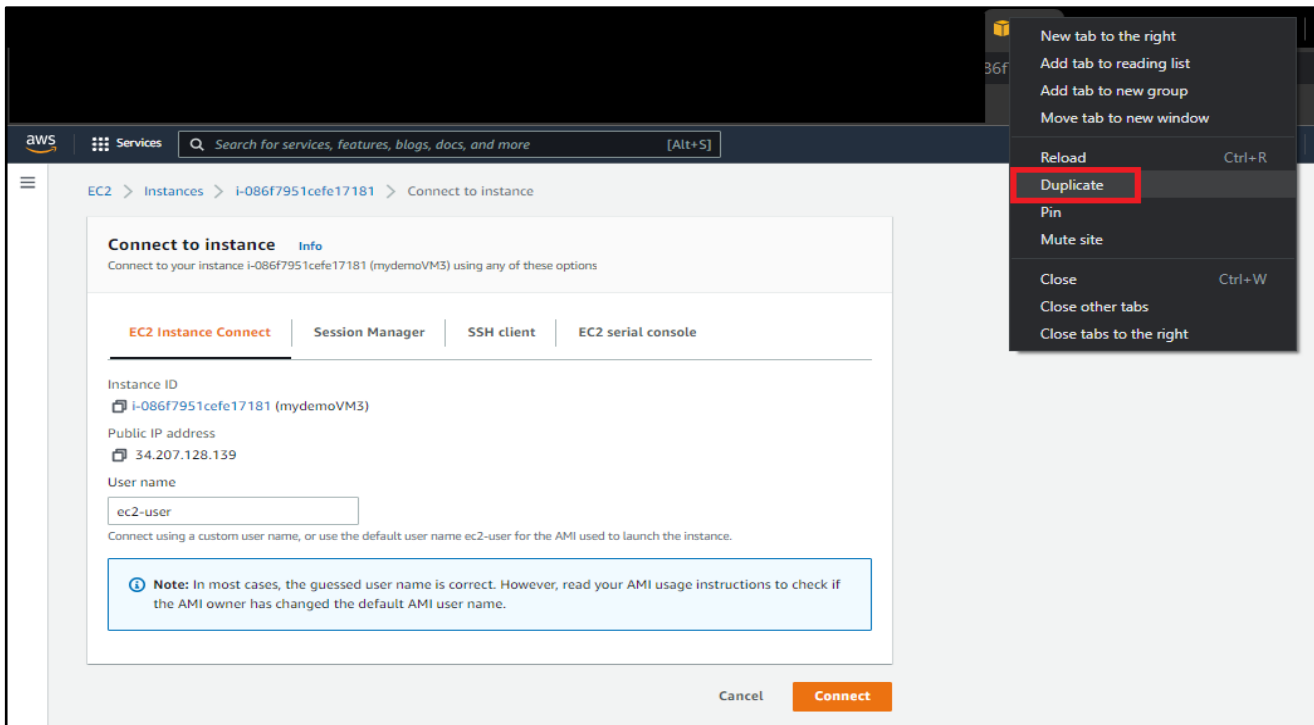 New tab to the right
Add tab to reading list
Add tab to new group
Move tab to new window
Reload Ctrl+R
Duplicate
Pin
Mute site
Close Ctrl+W
Close other tabs
Close tabs to the right
86f
aws Services Search for services, features, blogs, docs, and more [Alt+S]
EC2 > Instances > i-086f7951cefe17181 > Connect to instance
Connect to instance Info
Connect to your instance i-086f7951cefe17181 (mydemoVM3) using any of these options
EC2 Instance Connect Session Manager SSH client EC2 serial console
Instance ID
i-086f7951cefe17181 (mydemoVM3)
Public IP address
34.207.128.139
User name
ec2-user
Connect using a custom user name, or use the default user name ec2-user for the AMI used to launch the instance.
Note: In most cases, the guessed user name is correct. However, read your AMI usage instructions to check if
the AMI owner has changed the default AMI user name.
Cancel Connect